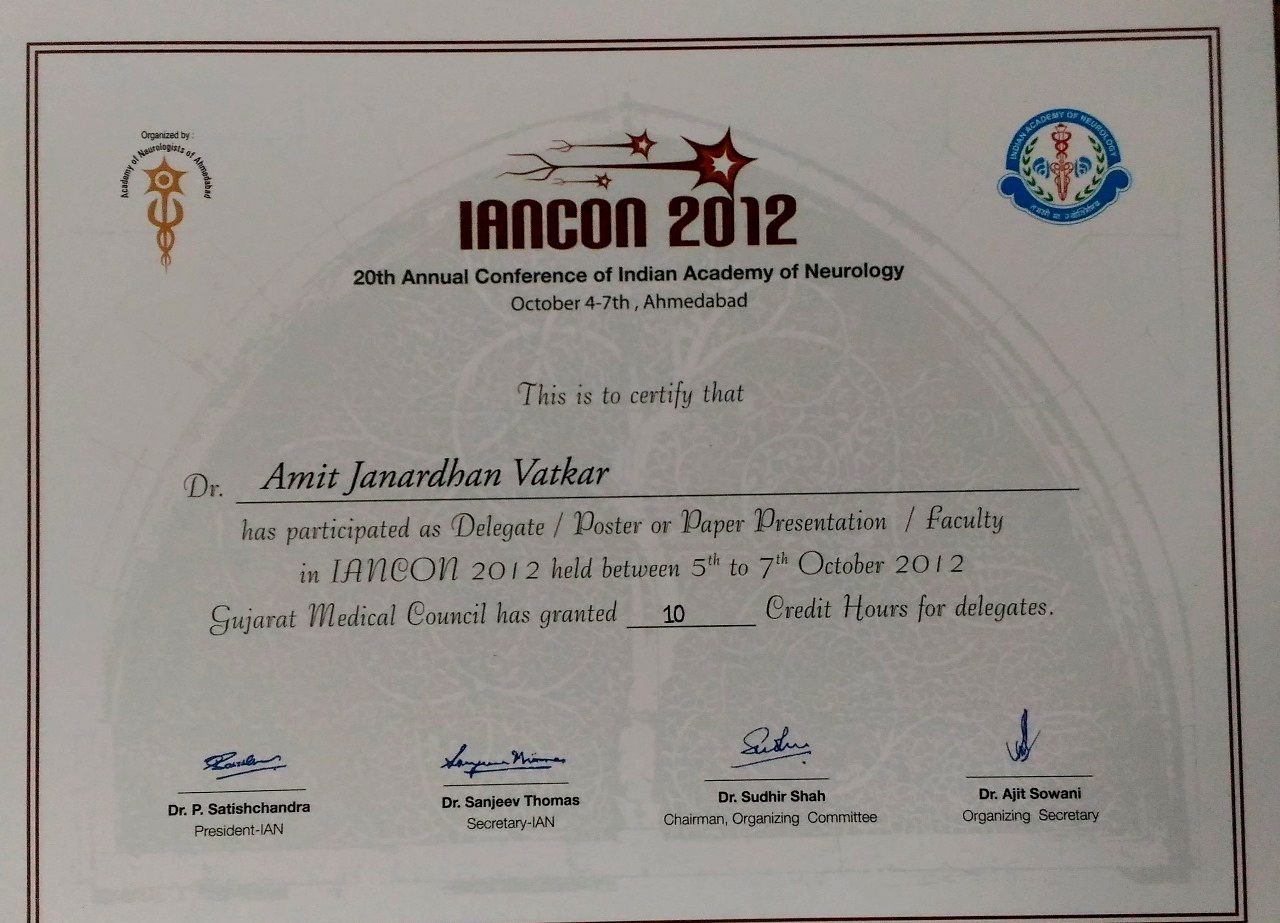 Organized by :
Academy of Neurologists of Ahmedabad
INDIAN ACADEMY OF NEUROLOGY
IANCON 2012
20th Annual Conference of Indian Academy of Neurology
October 4-7th , Ahmedabad
This is to certify that
Dr. Amit Janardhan Vatkar
has participated as Delegate / Poster or Paper Presentation / Faculty
in IANCON 2012 held between 5th to 7th October 2012
Gujarat Medical Council has granted 10 Credit Hours for delegates.
Dr. P. Satishchandra
President-IAN
Dr. Sanjeev Thomas
Secretary-IAN
Dr. Sudhir Shah
Chairman, Organizing Committee
Dr. Ajit Sowani
Organizing Secretary